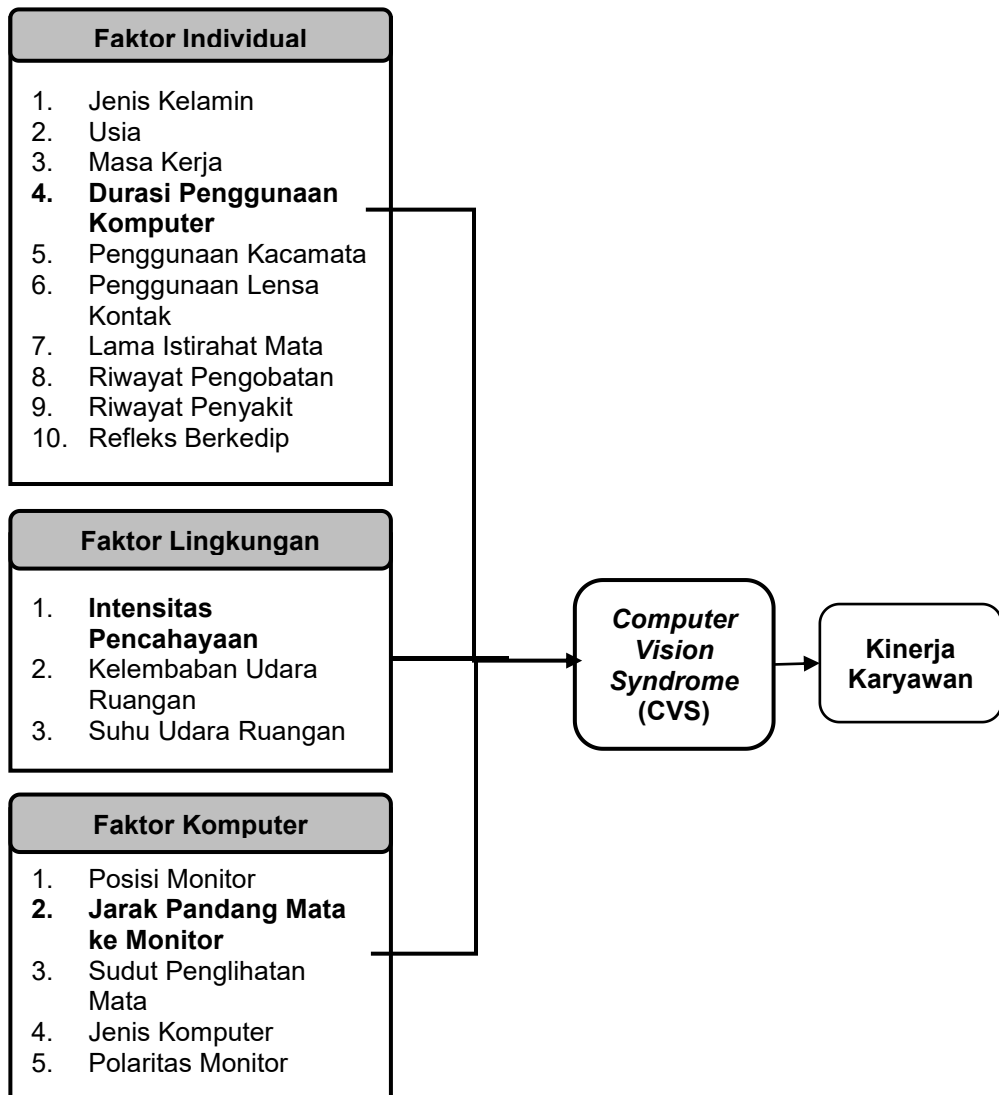 Faktor Individual
1. Jenis Kelamin
2. Usia
3. Masa Kerja
4. Durasi Penggunaan
Komputer
5. Penggunaan Kacamata
6. Penggunaan Lensa
Kontak
7. Lama Istirahat Mata
8. Riwayat Pengobatan
9. Riwayat Penyakit
10. Refleks Berkedip
Faktor Lingkungan
1. Intensitas
Pencahayaan
2. Kelembaban Udara
Ruangan
3. Suhu Udara Ruangan
Faktor Komputer
1. Posisi Monitor
2. Jarak Pandang Mata
ke Monitor
3. Sudut Penglihatan
Mata
4. Jenis Komputer
5. Polaritas Monitor
Computer
Vision
Syndrome
(CVS)
Kinerja
Karyawan